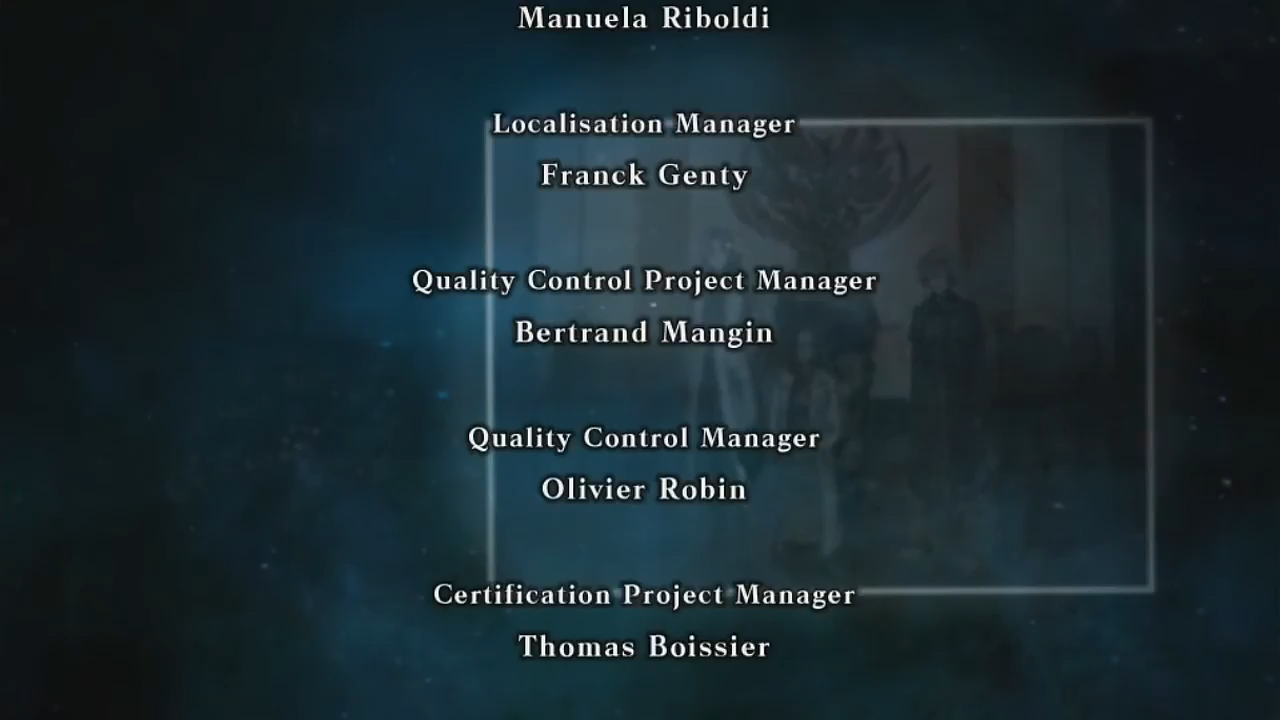 Manuela Riboldi
Localisation Manager
Franck Genty
Quality Control Project Manager
Bertrand Mangin
Quality Control Manager
Olivier Robin
Certification Project Manager
Thomas Boissier